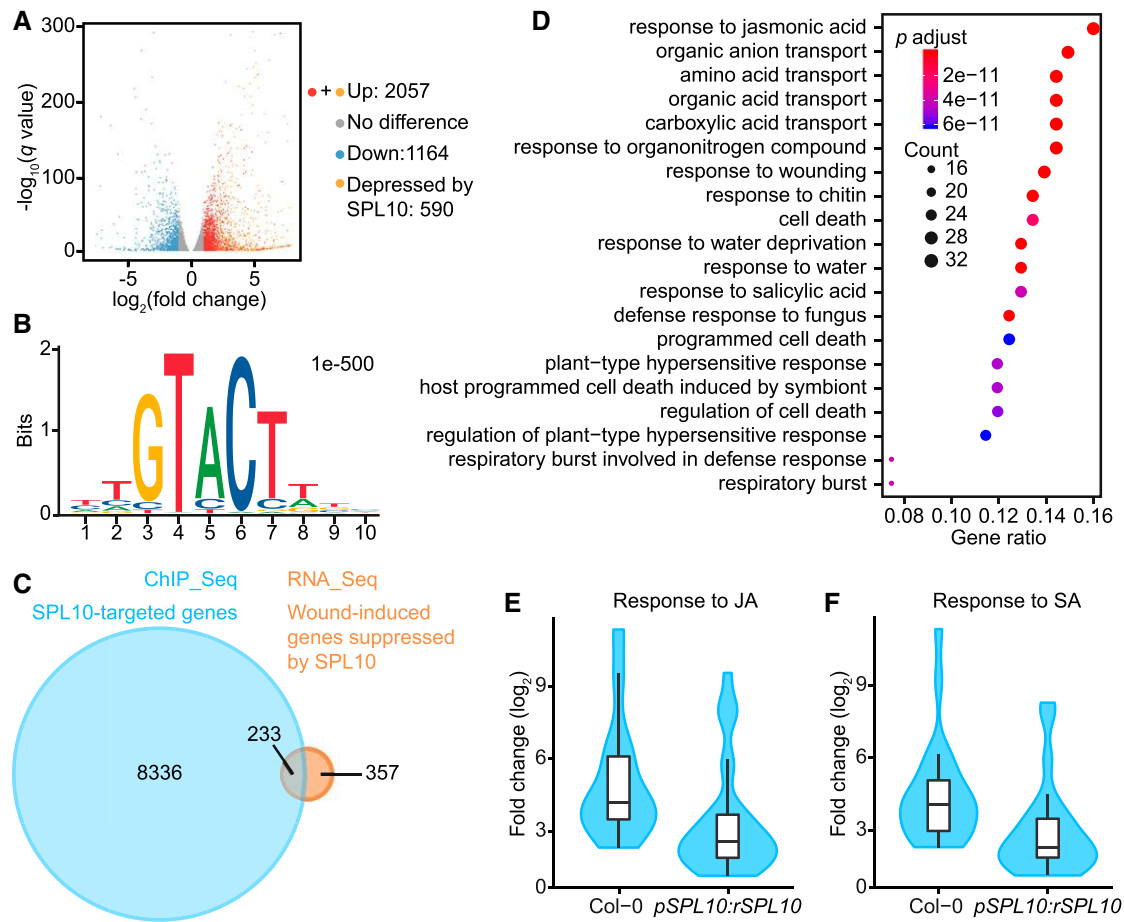 A
300
200
100
0
-log10(q value)
-5
0
5
log2(fold change)
+ Up: 2057
No difference
Down:1164
Depressed by
SPL10: 590
B
2
1
0
Bits
GTACT
1e-500
1 2 3 4 5 6 7 8 9 10
C
ChIP_Seq
SPL10-targeted genes
RNA_Seq
Wound-induced
genes suppressed
by SPL10
233
8336
357
D
response to jasmonic acid
organic anion transport
amino acid transport
organic acid transport
carboxylic acid transport
response to organonitrogen compound
response to wounding
response to chitin
cell death
response to water deprivation
response to water
response to salicylic acid
defense response to fungus
programmed cell death
plant−type hypersensitive response
host programmed cell death induced by symbiont
regulation of cell death
regulation of plant−type hypersensitive response
respiratory burst involved in defense response
respiratory burst
p adjust
2e−11
4e−11
6e−11
Count
16
20
24
28
32
0.08 0.10 0.12 0.14 0.16
Gene ratio
E
Response to JA
Fold change (log2)
9
6
3
0
Col−0 pSPL10:rSPL10
F
Response to SA
Fold change (log2)
9
6
3
0
Col−0 pSPL10:rSPL10